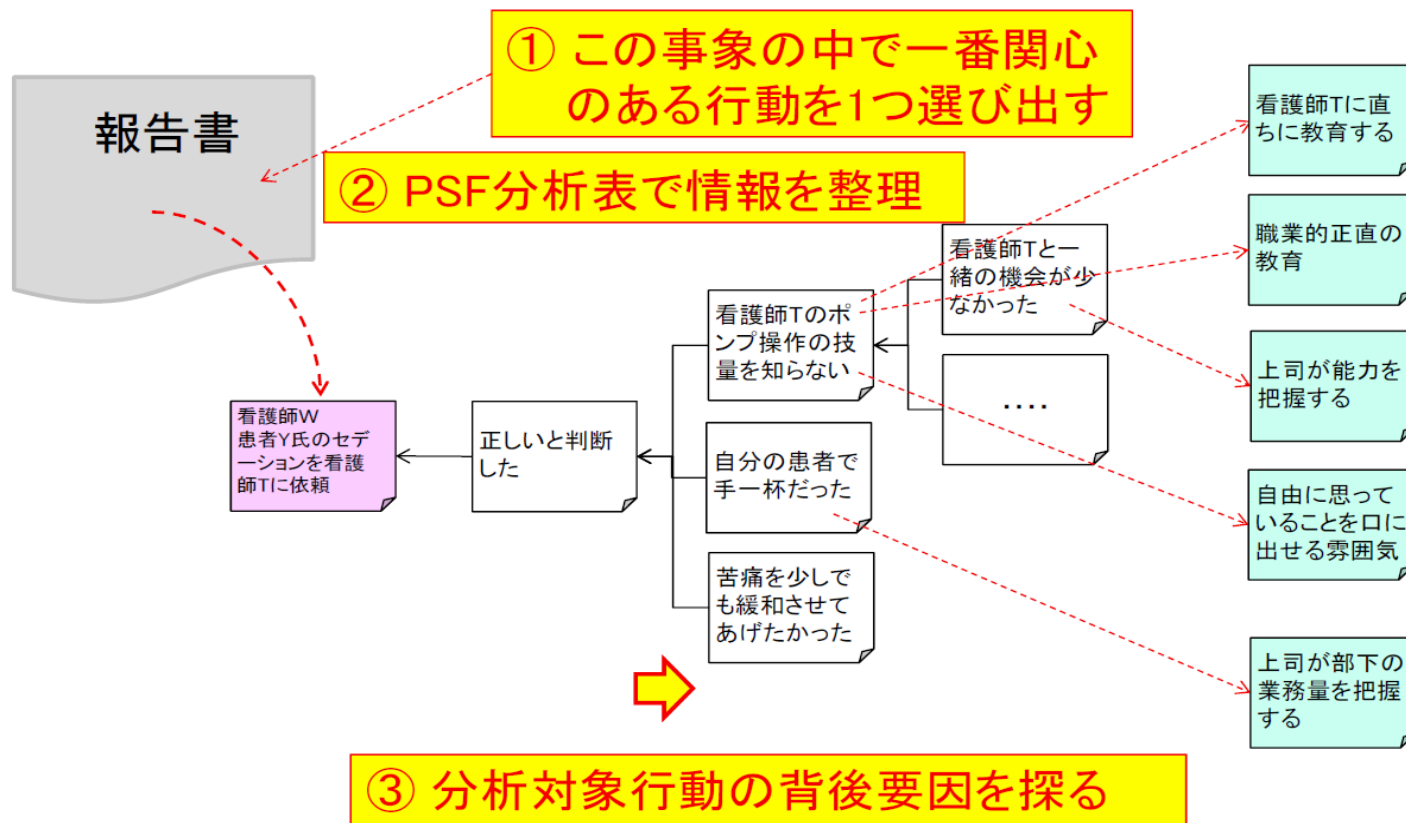 ① この事象の中で一番関心
のある行動を1つ選び出す
報告書
② PSF分析表で情報を整理
看護師W
患者Y氏のセデ
ーションを看護
師Tに依頼
正しいと判断
した
看護師Tのポ
ンプ操作の技
量を知らない
自分の患者で
手一杯だった
苦痛を少しで
も緩和させて
あげたかった
看護師Tと一
緒の機会が少
なかった
・・・・
看護師Tに直
ちに教育する
職業的正直の
教育
上司が能力を
把握する
自由に思って
いることを口に
出せる雰囲気
上司が部下の
業務量を把握
する
③ 分析対象行動の背後要因を探る